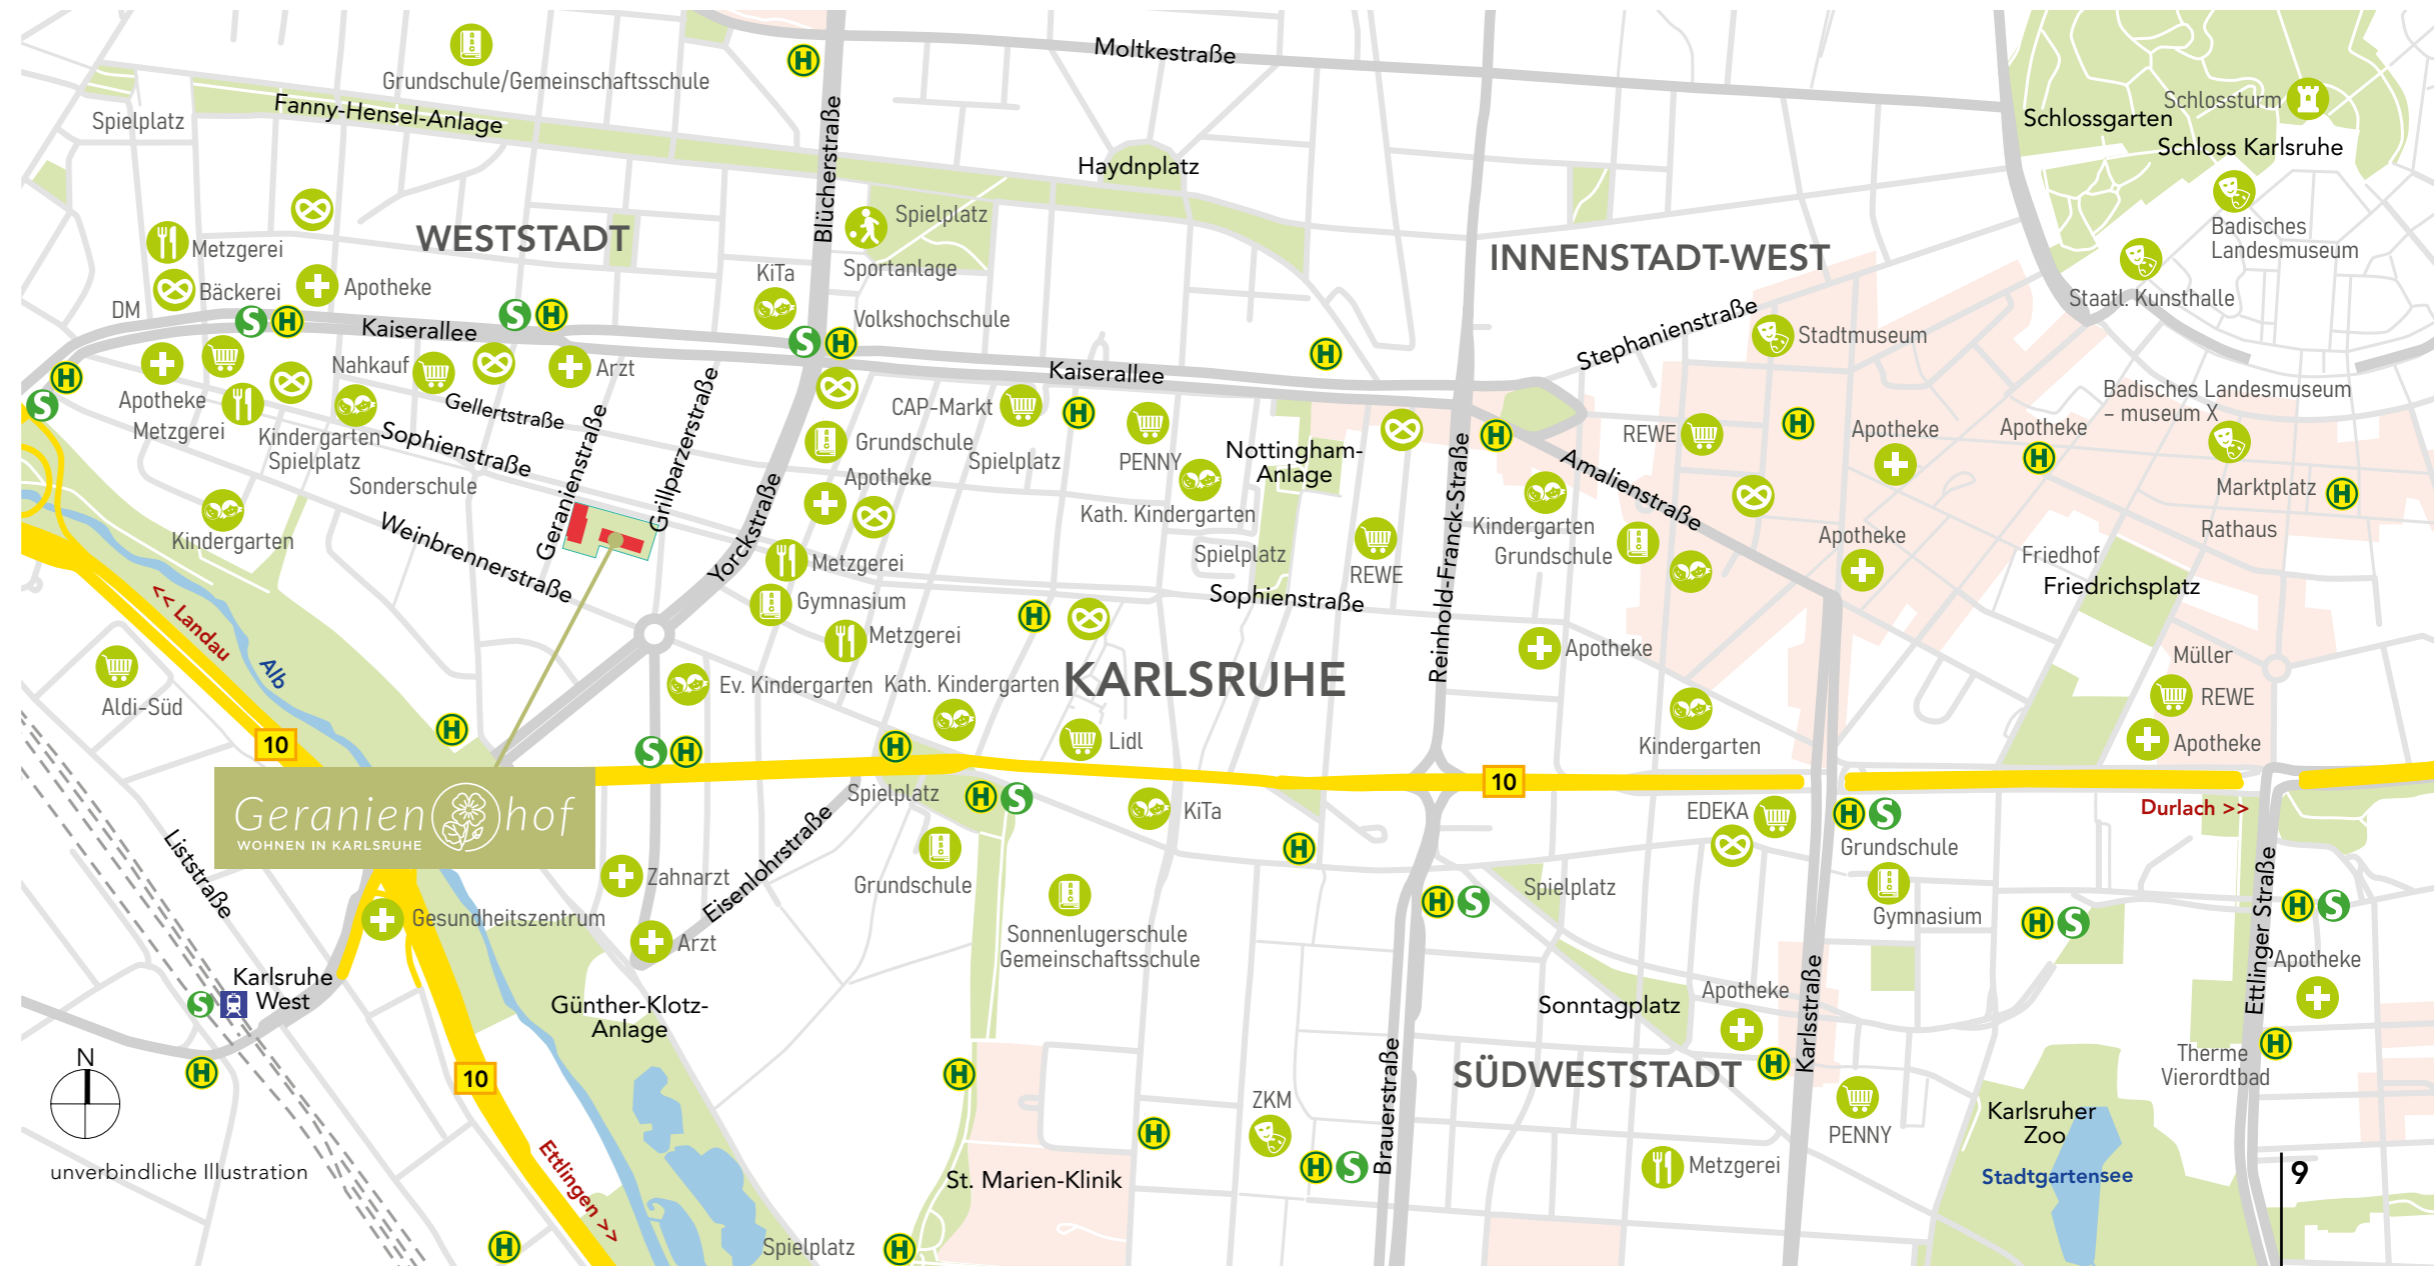 Moltkestraße
Grundschule/Gemeinschaftsschule
Fanny-Hensel-Anlage
Spielplatz
H
Blücherstraße
Haydnplatz
Schlossturm
Schlossgarten
Schloss Karlsruhe
Badisches
Landesmuseum
Staatl. Kunsthalle
WESTSTADT
Spielplatz
Sportanlage
INNENSTADT-WEST
Metzgerei
Bäckerei
Apotheke
DM
S H
S H
Kaiserallee
KiTa
S H
Volkshochschule
H
Stephanienstraße
Stadtmuseum
H
S
Apotheke
Metzgerei
Nahkauf
Arzt
Gellertstraße
Kindergarten
Spielplatz
Sophienstraße
Sonderschule
Geranienstraße
Grillparzerstraße
Kaiserallee
CAP-Markt
H
Grundschule
Spielplatz
PENNY
Apotheke
Kath. Kindergarten
Nottingham-
Anlage
Reinhold-Franck-Straße
H
REWE
H
Apotheke
Badisches Landesmuseum
– museum X
Apotheke
H
Marktplatz
H
Rathaus
Amalienstraße
Kindergarten
Grundschule
Apotheke
Friedhof
Friedrichsplatz
Kindergarten
Weinbrennerstraße
Yorckstraße
Metzgerei
Gymnasium
Metzgerei
Spielplatz
REWE
Sophienstraße
H
Apotheke
<< Landau
Alb
Aldi-Süd
10
H
Ev. Kindergarten
Kath. Kindergarten
KARLSRUHE
Lidl
S H
H
Kindergarten
Müller
REWE
Apotheke
10
Durlach >>
Geranien hof
WOHNEN IN KARLSRUHE
Spielplatz
H S
KiTa
H
EDEKA
H S
Grundschule
Gymnasium
Liststraße
Zahnarzt
Eisenlohrstraße
Grundschule
Gesundheitszentrum
Arzt
Sonnenlugerschule
Gemeinschaftsschule
H S
Spielplatz
H S
Ettlinger Straße
H S
Apotheke
Karlsruhe
West
S
Günther-Klotz-
Anlage
Sonntagplatz
Apotheke
Karlsstraße
N
H
10
H
ZKM
H
H S
Brauerstraße
SÜDWESTSTADT
H
PENNY
Therme
Vierordtbad
H
Karlsruher
Zoo
Stadtgartensee
unverbindliche Illustration
Ettlingen >>
H
St. Marien-Klinik
Spielplatz
H
Metzgerei
9